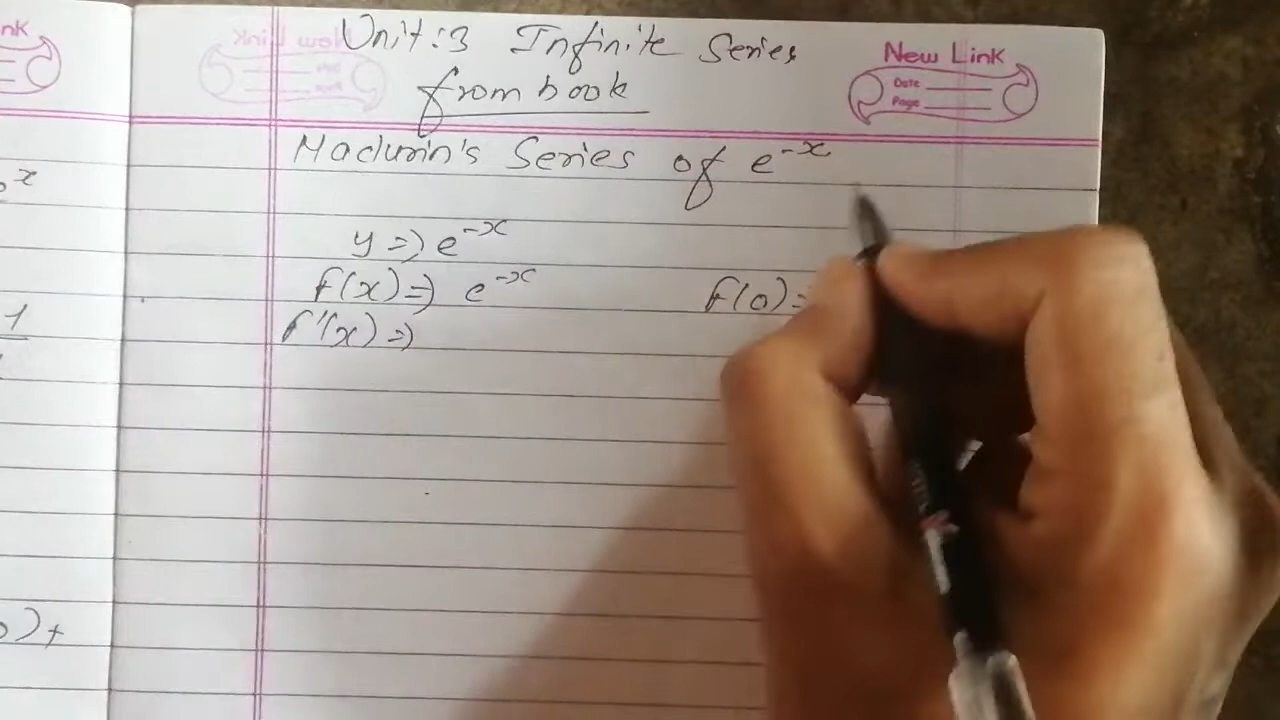 Unit:3 Infinite Series
from book
New Link
Date
Page
Maclurin's Series of e^-x
y => e^-x
f(x) => e^-x f(0) =
f'(x) =>